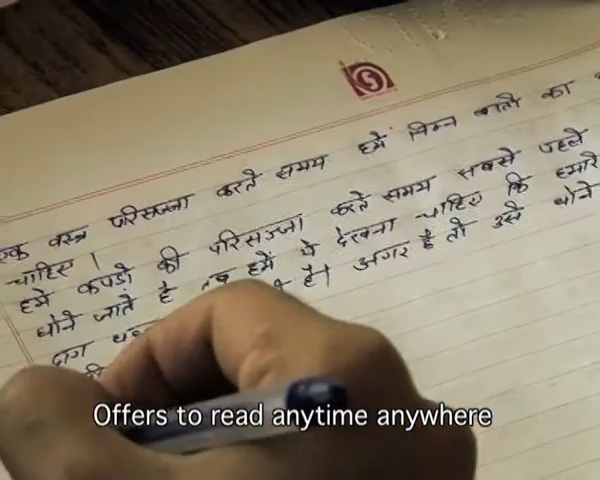 एक वस्त्र परिसज्जा करते समय हमें निम्न बातो का
चाहिए।
हमें कपडो की परिसज्जा करते समय सबसे पहले
धोने जाते है तब हमें ये देखना चाहिए कि हमारे
दाग है। अगर है तो उसे धोने
Offers to read anytime anywhere